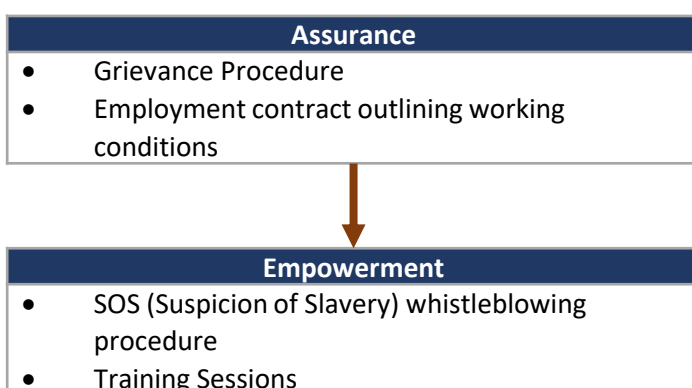 Assurance
• Grievance Procedure
• Employment contract outlining working
conditions
Empowerment
• SOS (Suspicion of Slavery) whistleblowing
procedure
• Training Sessions